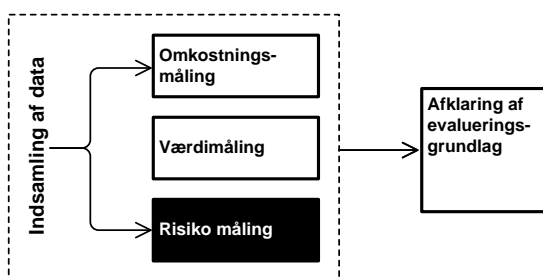 Indsamling af data
Omkostnings-
måling
Værdimåling
Risiko måling
Afklaring af
evaluerings-
grundlag